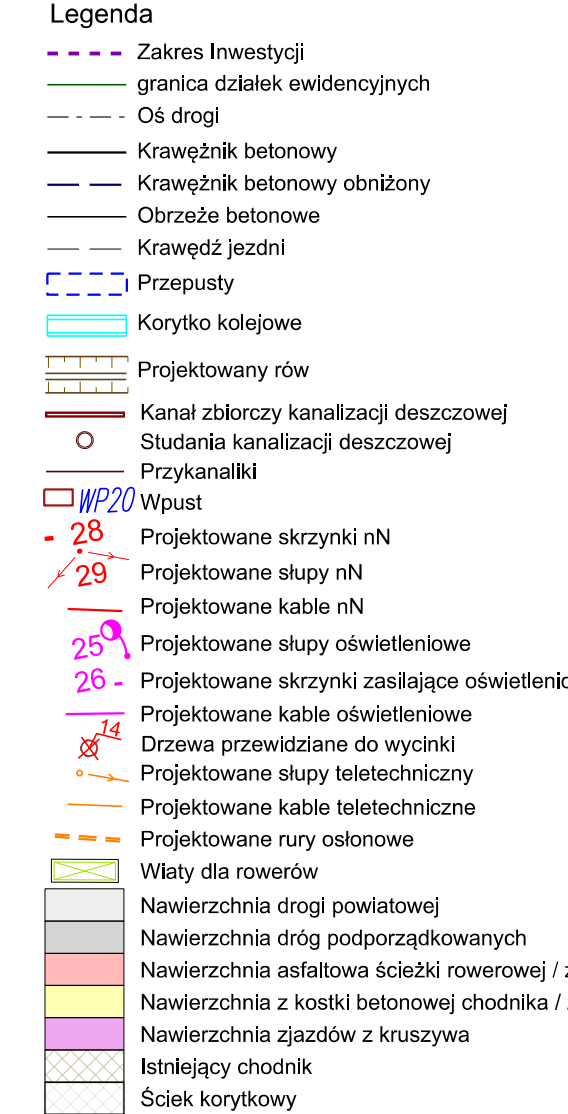 Legenda
Zakres Inwestycji
granica działek ewidencyjnych
Oś drogi
Krawężnik betonowy
Krawężnik betonowy obniżony
Obrzeże betonowe
Krawędź jezdni
Przepusty
Korytko kolejowe
Projektowany rów
Kanał zbiorczy kanalizacji deszczowej
Studania kanalizacji deszczowej
Przykanaliki
WP20 Wpust
28 Projektowane skrzynki nN
29 Projektowane słupy nN
Projektowane kable nN
25 Projektowane słupy oświetleniowe
26 Projektowane skrzynki zasilające oświetlenio
Projektowane kable oświetleniowe
14 Drzewa przewidziane do wycinki
Projektowane słupy teletechniczny
Projektowane kable teletechniczne
Projektowane rury osłonowe
Wiaty dla rowerów
Nawierzchnia drogi powiatowej
Nawierzchnia dróg podporządkowanych
Nawierzchnia asfaltowa ścieżki rowerowej / z
Nawierzchnia z kostki betonowej chodnika /
Nawierzchnia zjazdów z kruszywa
Istniejący chodnik
Ściek korytkowy